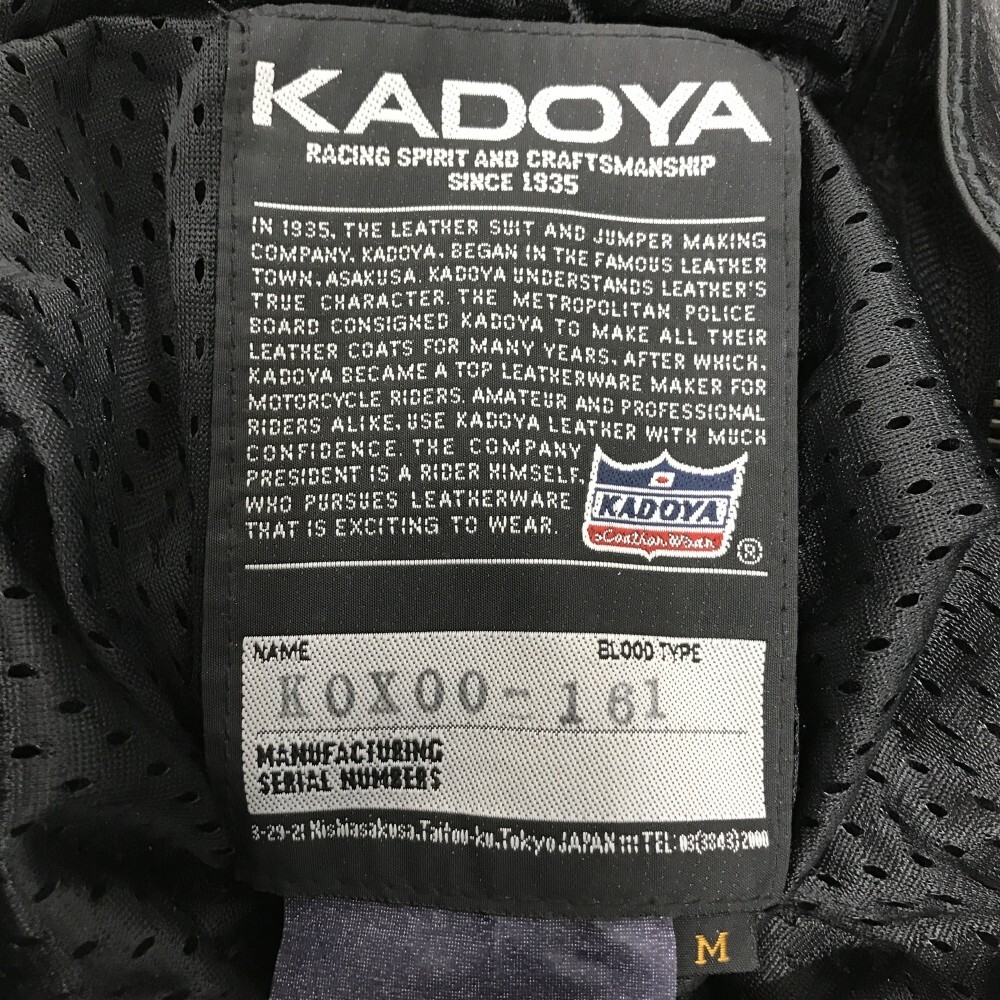 KADOYA
RACING SPIRIT AND CRAFTSMANSHIP
SINCE 1935
IN 1935, THE LEATHER SUIT AND JUMPER MAKING
COMPANY, KADOYA, BEGAN IN THE FAMOUS LEATHER
TOWN, ASAKUSA. KADOYA UNDERSTANDS LEATHER'S
TRUE CHARACTER. THE METROPOLITAN POLICE
BOARD CONSIGNED KADOYA TO MAKE ALL THEIR
LEATHER COATS FOR MANY YEARS, AFTER WHICH,
KADOYA BECAME A TOP LEATHERWARE MAKER FOR
MOTORCYCLE RIDERS. AMATEUR AND PROFESSIONAL
RIDERS ALIKE, USE KADOYA LEATHER WITH MUCH
CONFIDENCE. THE COMPANY
PRESIDENT IS A RIDER HIMSELF,
WHO PURSUES LEATHERWARE
THAT IS EXCITING TO WEAR.
KADOYA
Leather Wear
®
NAME BLOOD TYPE
K0X00-161
MANUFACTURING
SERIAL NUMBERS
3-29-21 Nishiasakusa, Taitou-ku, Tokyo JAPAN 111 TEL. 03(3843)2000
M